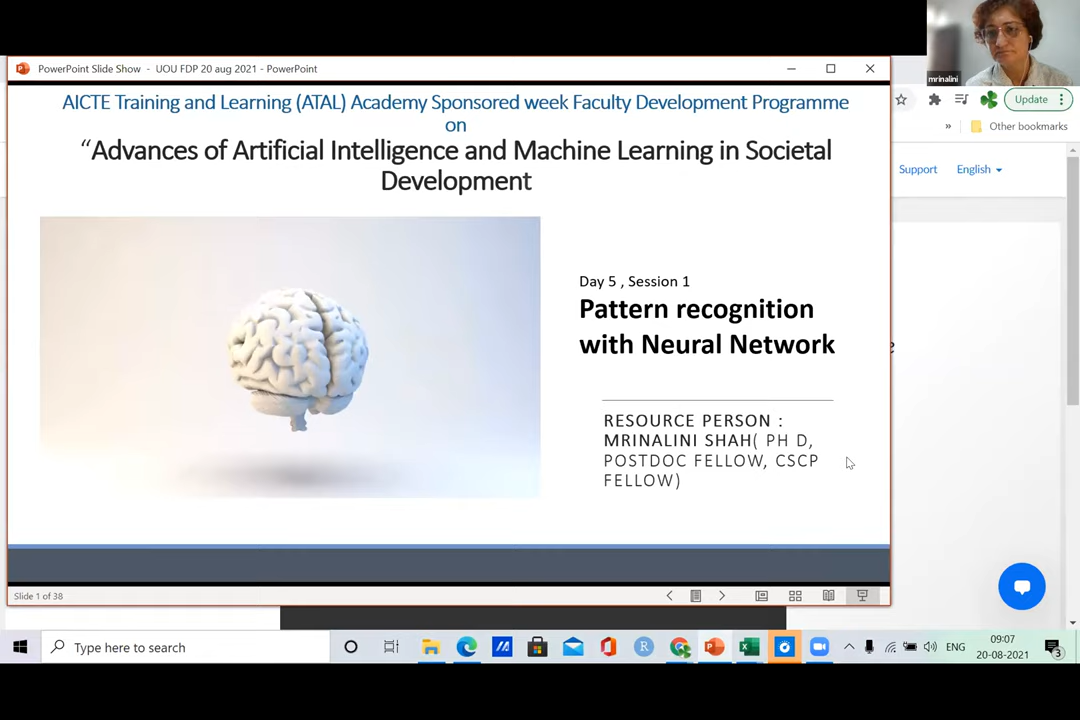 PowerPoint Slide Show - UOU FDP 20 aug 2021 - PowerPoint
mrinalini
AICTE Training and Learning (ATAL) Academy Sponsored week Faculty Development Programme
on
“Advances of Artificial Intelligence and Machine Learning in Societal
Development
Update
» Other bookmarks
Support English
Day 5 , Session 1
Pattern recognition
with Neural Network
RESOURCE PERSON :
MRINALINI SHAH( PH D,
POSTDOC FELLOW, CSCP
FELLOW)
Slide 1 of 38
Type here to search
ENG
09:07
20-08-2021
3